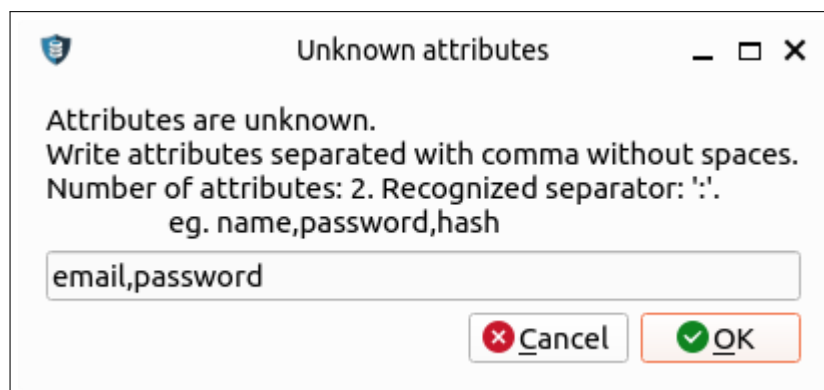 Unknown attributes
Attributes are unknown.
Write attributes separated with comma without spaces.
Number of attributes: 2. Recognized separator: ':'.
eg. name,password,hash
email,password
Cancel OK